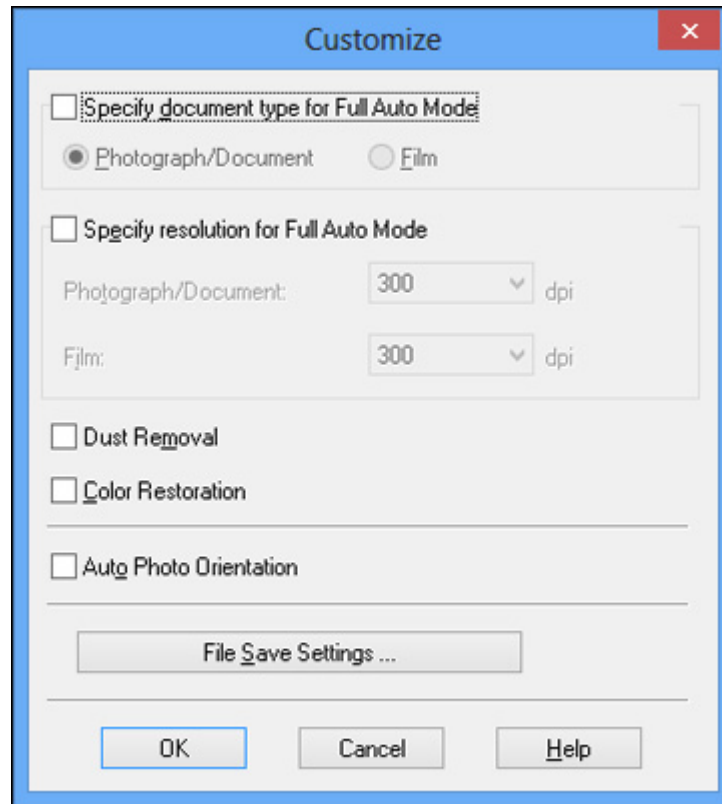 Customize
Specify document type for Full Auto Mode
Photograph/Document Film
Specify resolution for Full Auto Mode
Photograph/Document: 300 dpi
Film: 300 dpi
Dust Removal
Color Restoration
Auto Photo Orientation
File Save Settings ...
OK Cancel Help